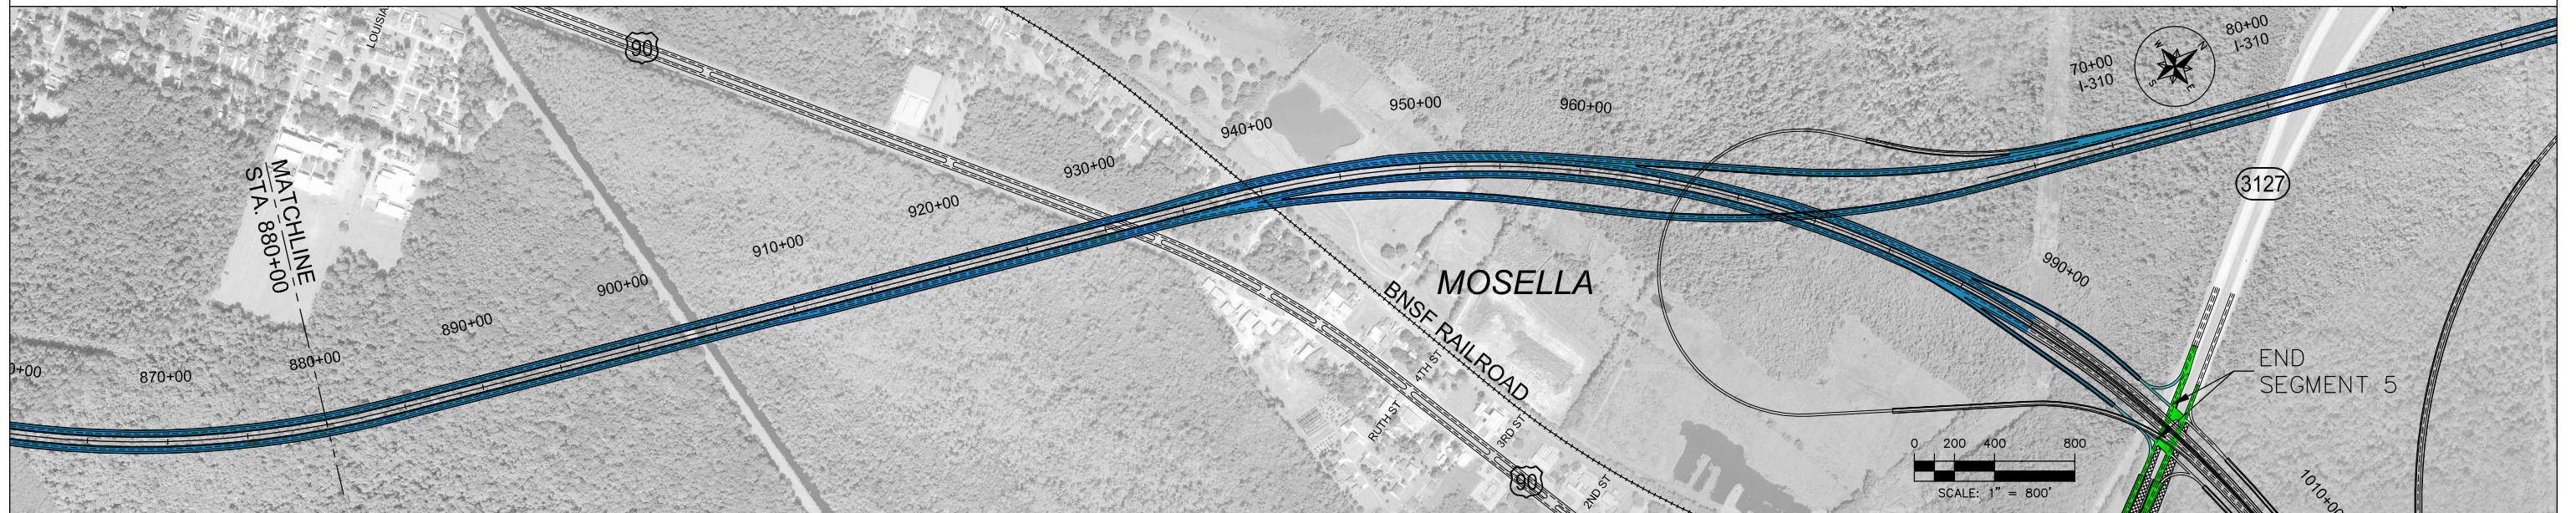 LOUISIA
90
80+00
I-310
70+00
I-310
W
N
S
E
950+00
960+00
940+00
930+00
920+00
910+00
900+00
890+00
880+00
870+00
MATCHLINE
STA. 880+00
3127
990+00
MOSELLA
BNSF RAILROAD
4TH ST
RUTH ST
3RD ST
2ND ST
90
END
SEGMENT 5
0 200 400 800
SCALE: 1" = 800'
1010+00